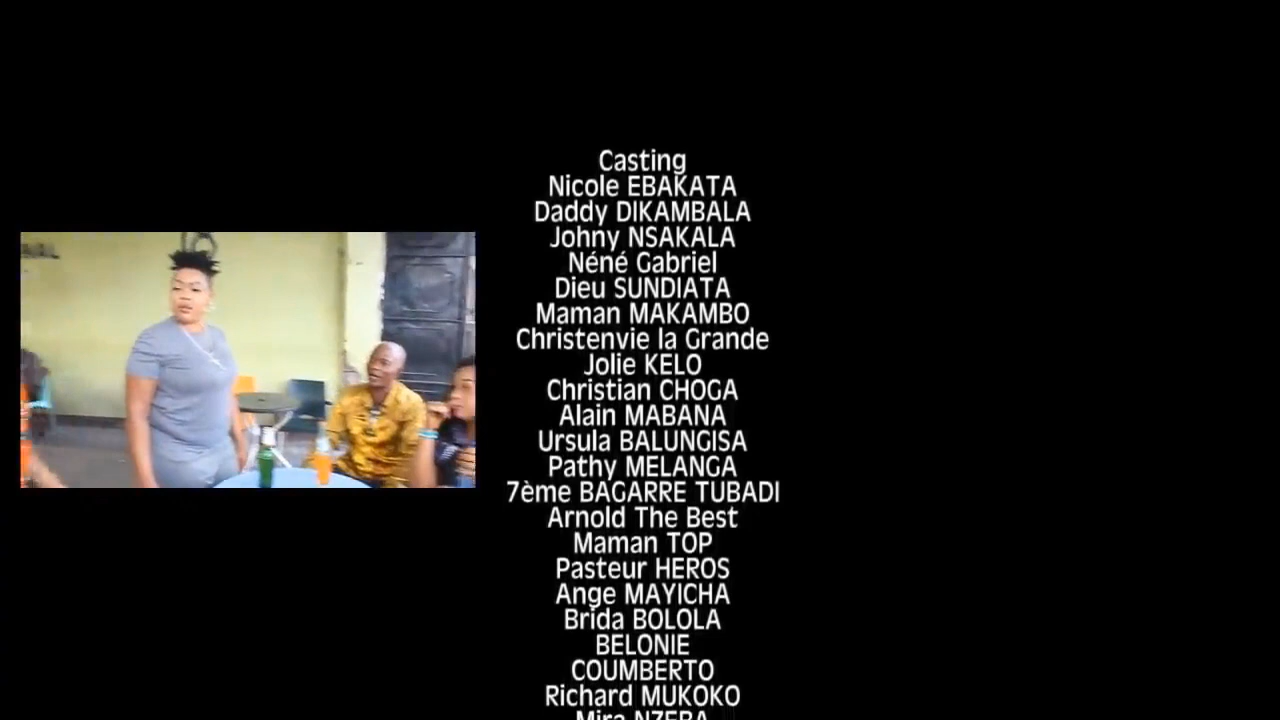 Casting
Nicole EBAKATA
Daddy DIKAMBALA
Johny NSAKALA
Néné Gabriel
Dieu SUNDIATA
Maman MAKAMBO
Christenvie la Grande
Jolie KELO
Christian CHOGA
Alain MABANA
Ursula BALUNGISA
Pathy MELANGA
7ème BAGARRE TUBADI
Arnold The Best
Maman TOP
Pasteur HEROS
Ange MAYICHA
Brida BOLOLA
BELONIE
COUMBERTO
Richard MUKOKO
Mira NZEBA